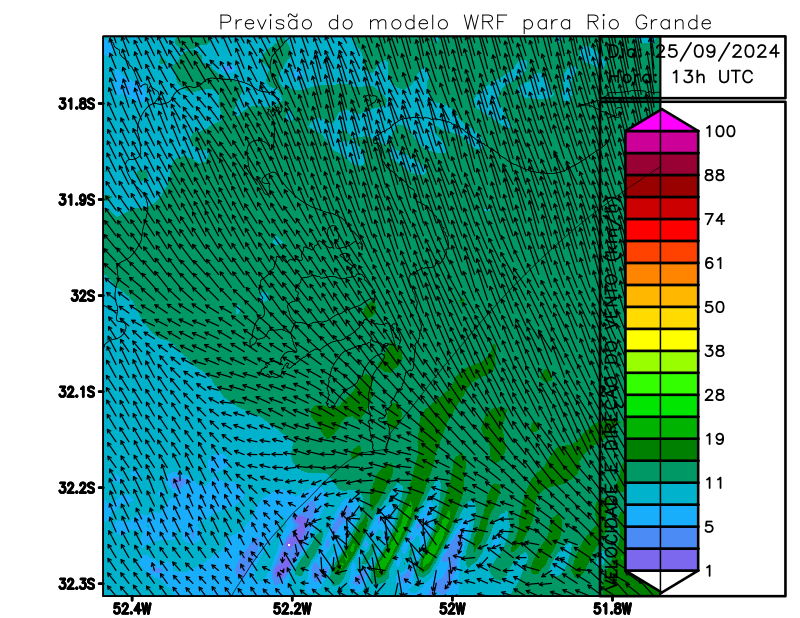 Previsão do modelo WRF para Rio Grande
Dia: 25/09/2024
Hora: 13h UTC
31.8S
31.9S
32S
32.1S
32.2S
32.3S
52.4W
52.2W
52W
51.8W
VELOCIDADE E DIREÇÃO DO VENTO (km/h)
100
88
74
61
50
38
28
19
11
5
1